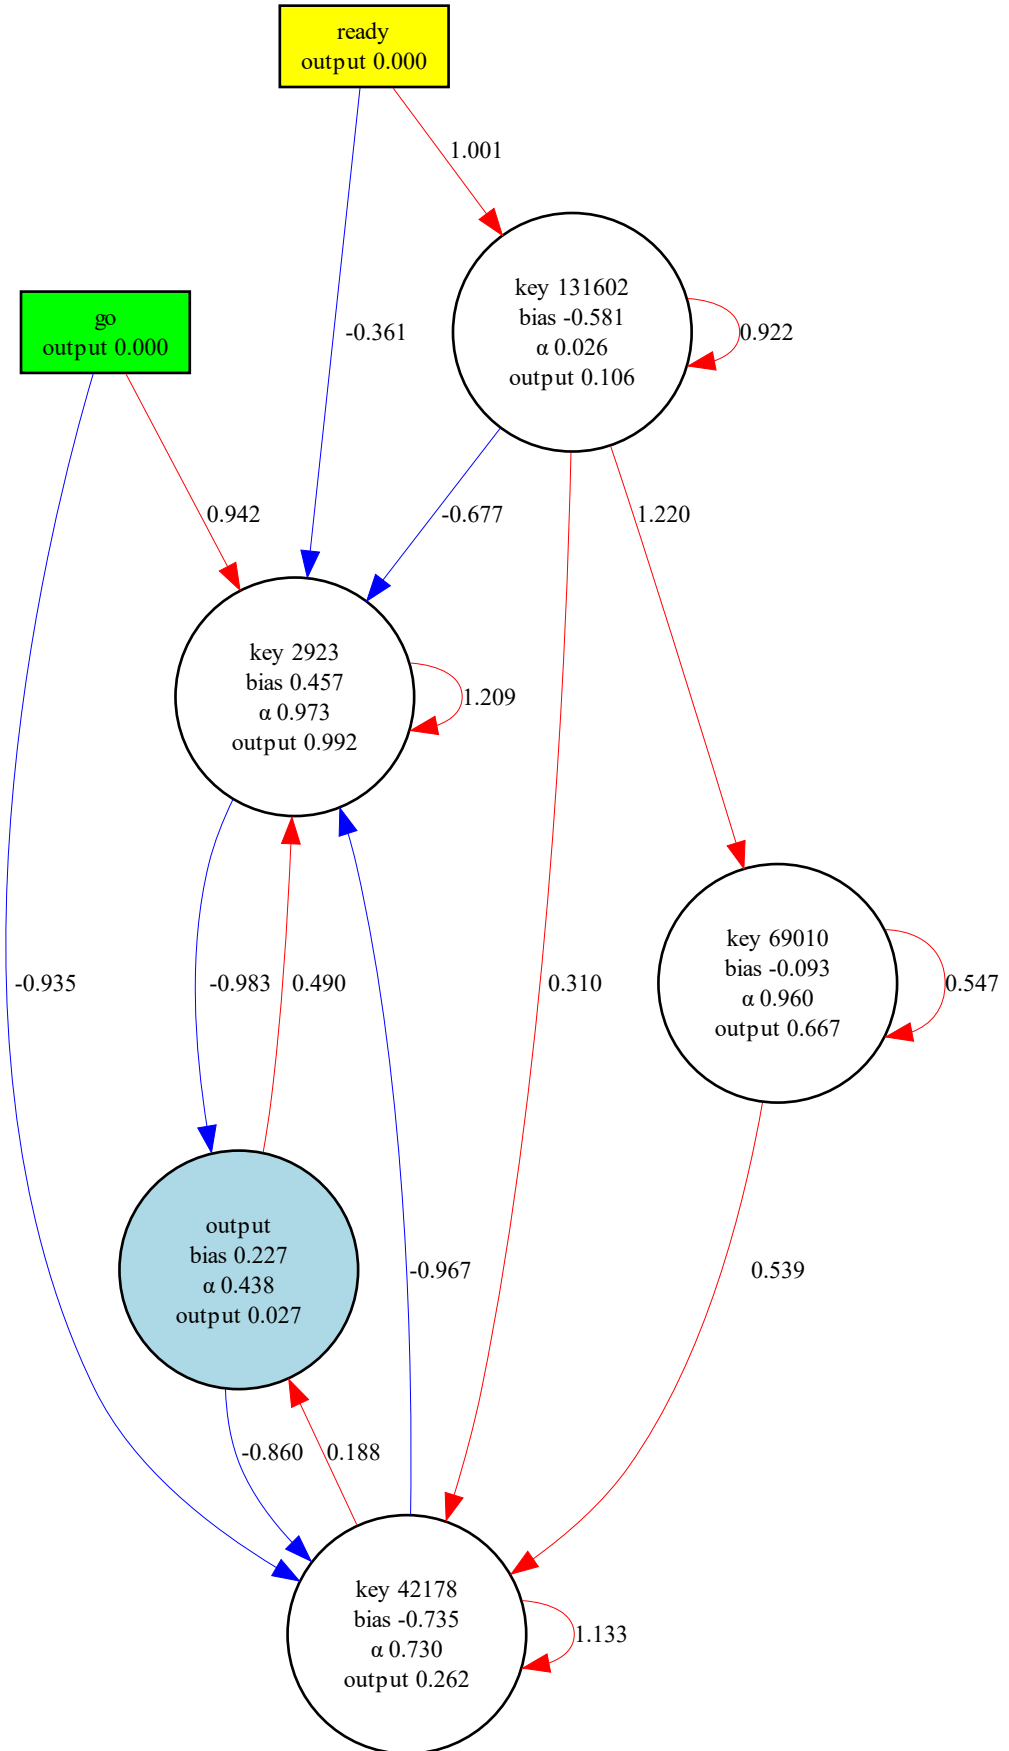 ready
output 0.000
1.001
key 131602
bias -0.581
α 0.026
output 0.106
0.922
go
output 0.000
-0.361
0.942
-0.677
1.220
key 2923
bias 0.457
α 0.973
output 0.992
1.209
key 69010
bias -0.093
α 0.960
output 0.667
0.547
-0.935
-0.983
0.490
0.310
output
bias 0.227
α 0.438
output 0.027
-0.967
0.539
-0.860
0.188
key 42178
bias -0.735
α 0.730
output 0.262
1.133